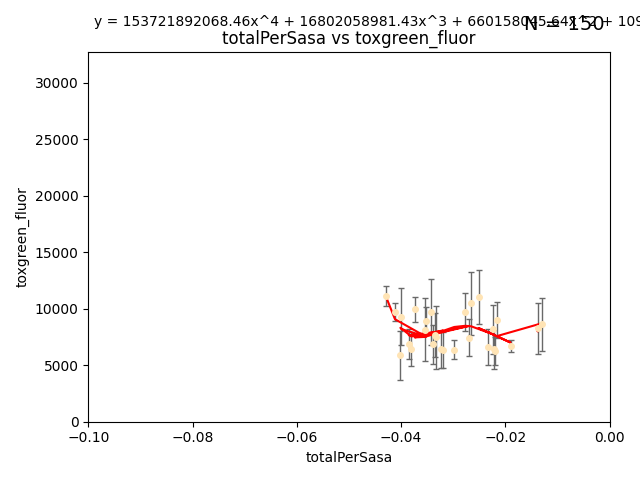 y = 153721892068.46x^4 + 16802058981.43x^3 + 660158045.64x^2 + 109
N = 150
totalPerSasa vs toxgreen_fluor
30000
25000
20000
15000
10000
5000
0
toxgreen_fluor
−0.10 −0.08 −0.06 −0.04 −0.02 0.00
totalPerSasa